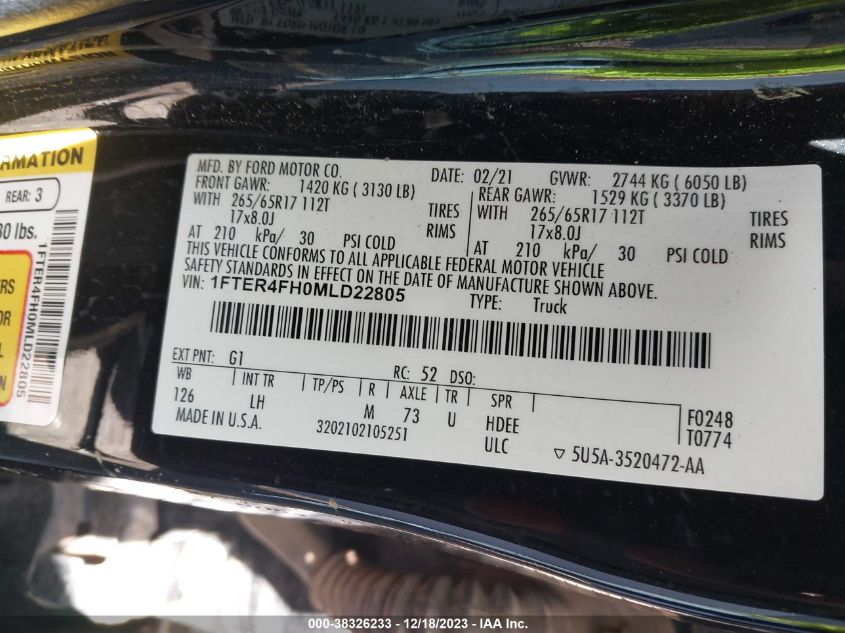 RMATION
REAR: 3
30 lbs.
1FTER4FH0MLD22805
MFD. BY FORD MOTOR CO. DATE: 02/21 GVWR: 2744 KG ( 6050 LB)
FRONT GAWR: 1420 KG ( 3130 LB) REAR GAWR: 1529 KG ( 3370 LB)
WITH 265/65R17 112T TIRES WITH 265/65R17 112T TIRES
17x8.0J RIMS 17x8.0J RIMS
AT 210 kPa/ 30 PSI COLD AT 210 kPa/ 30 PSI COLD
THIS VEHICLE CONFORMS TO ALL APPLICABLE FEDERAL MOTOR VEHICLE
SAFETY STANDARDS IN EFFECT ON THE DATE OF MANUFACTURE SHOWN ABOVE.
VIN: 1FTER4FH0MLD22805 TYPE: Truck
EXT PNT: G1 RC: 52 DSO:
WB INT TR TP/PS R AXLE TR SPR
126 LH M 73 U HDEE F0248
MADE IN U.S.A. 3202102105251 ULC T0774
▽ 5U5A-3520472-AA
000-38326233 - 12/18/2023 - IAA Inc.